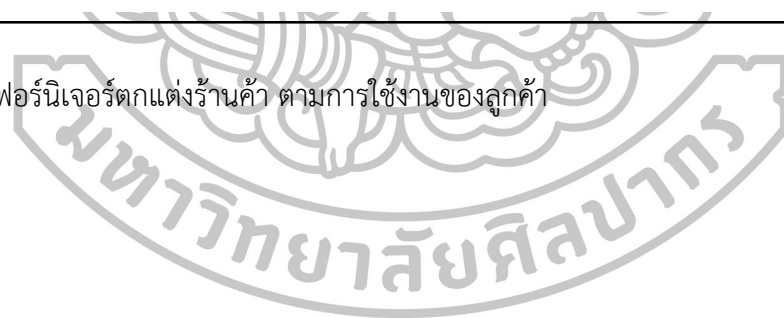 ฟอร์นิเจอร์ตกแต่งร้านค้า ตามการใช้งานของลูกค้า
มหาวิทยาลัยศิลปากร